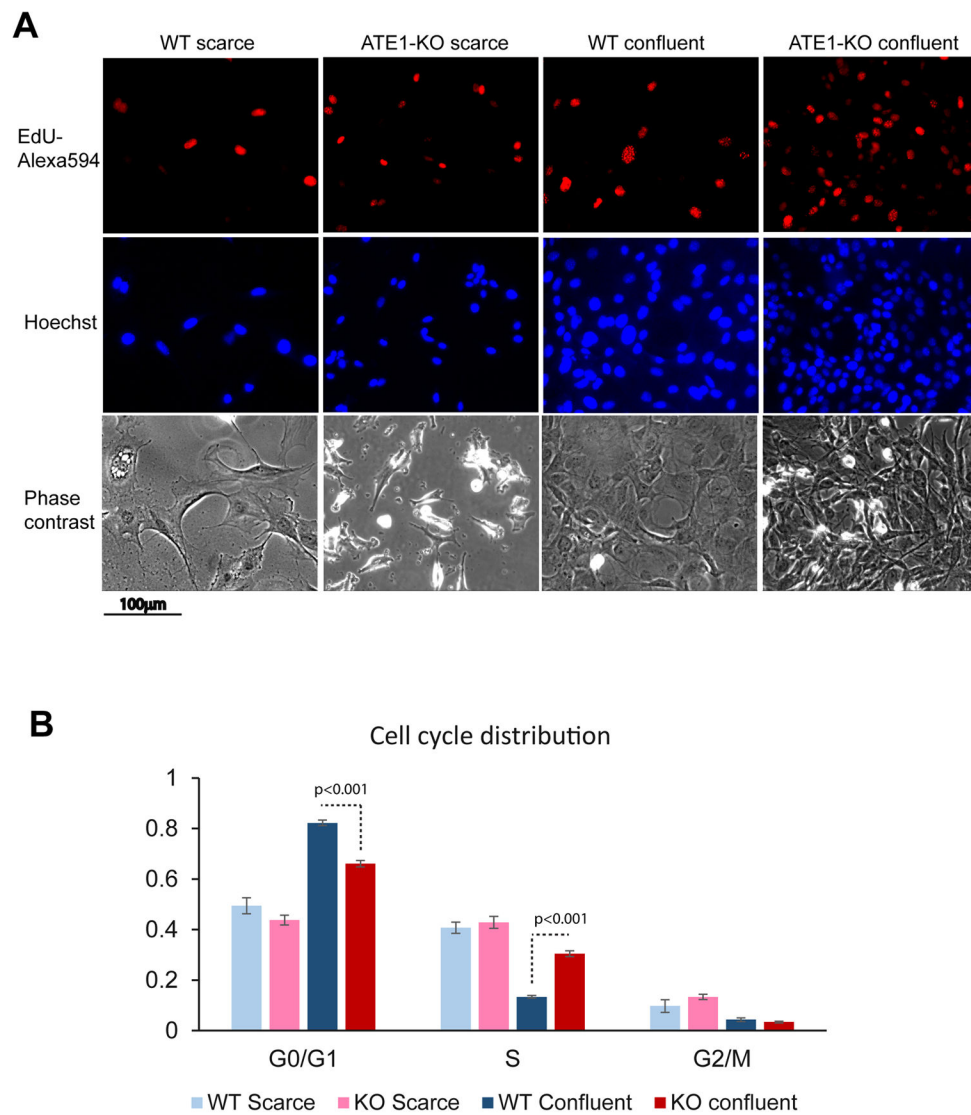 A
WT scarce
ATE1-KO scarce
WT confluent
ATE1-KO confluent
EdU-
Alexa594
Hoechst
Phase
contrast
100μm
B
Cell cycle distribution
1
0.8
0.6
0.4
0.2
0
p<0.001
p<0.001
G0/G1
S
G2/M
WT Scarce
KO Scarce
WT Confluent
KO confluent